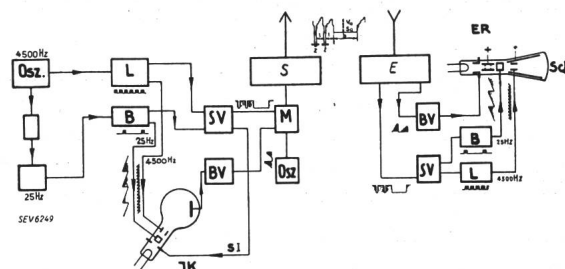 4500Hz
Osz.
25Hz
SEV6249
L
B
25Hz
4500Hz
SV
BV
JK
SI
S
M
Osz
E
BV
SV
B
25Hz
L
4500Hz
ER
Sch